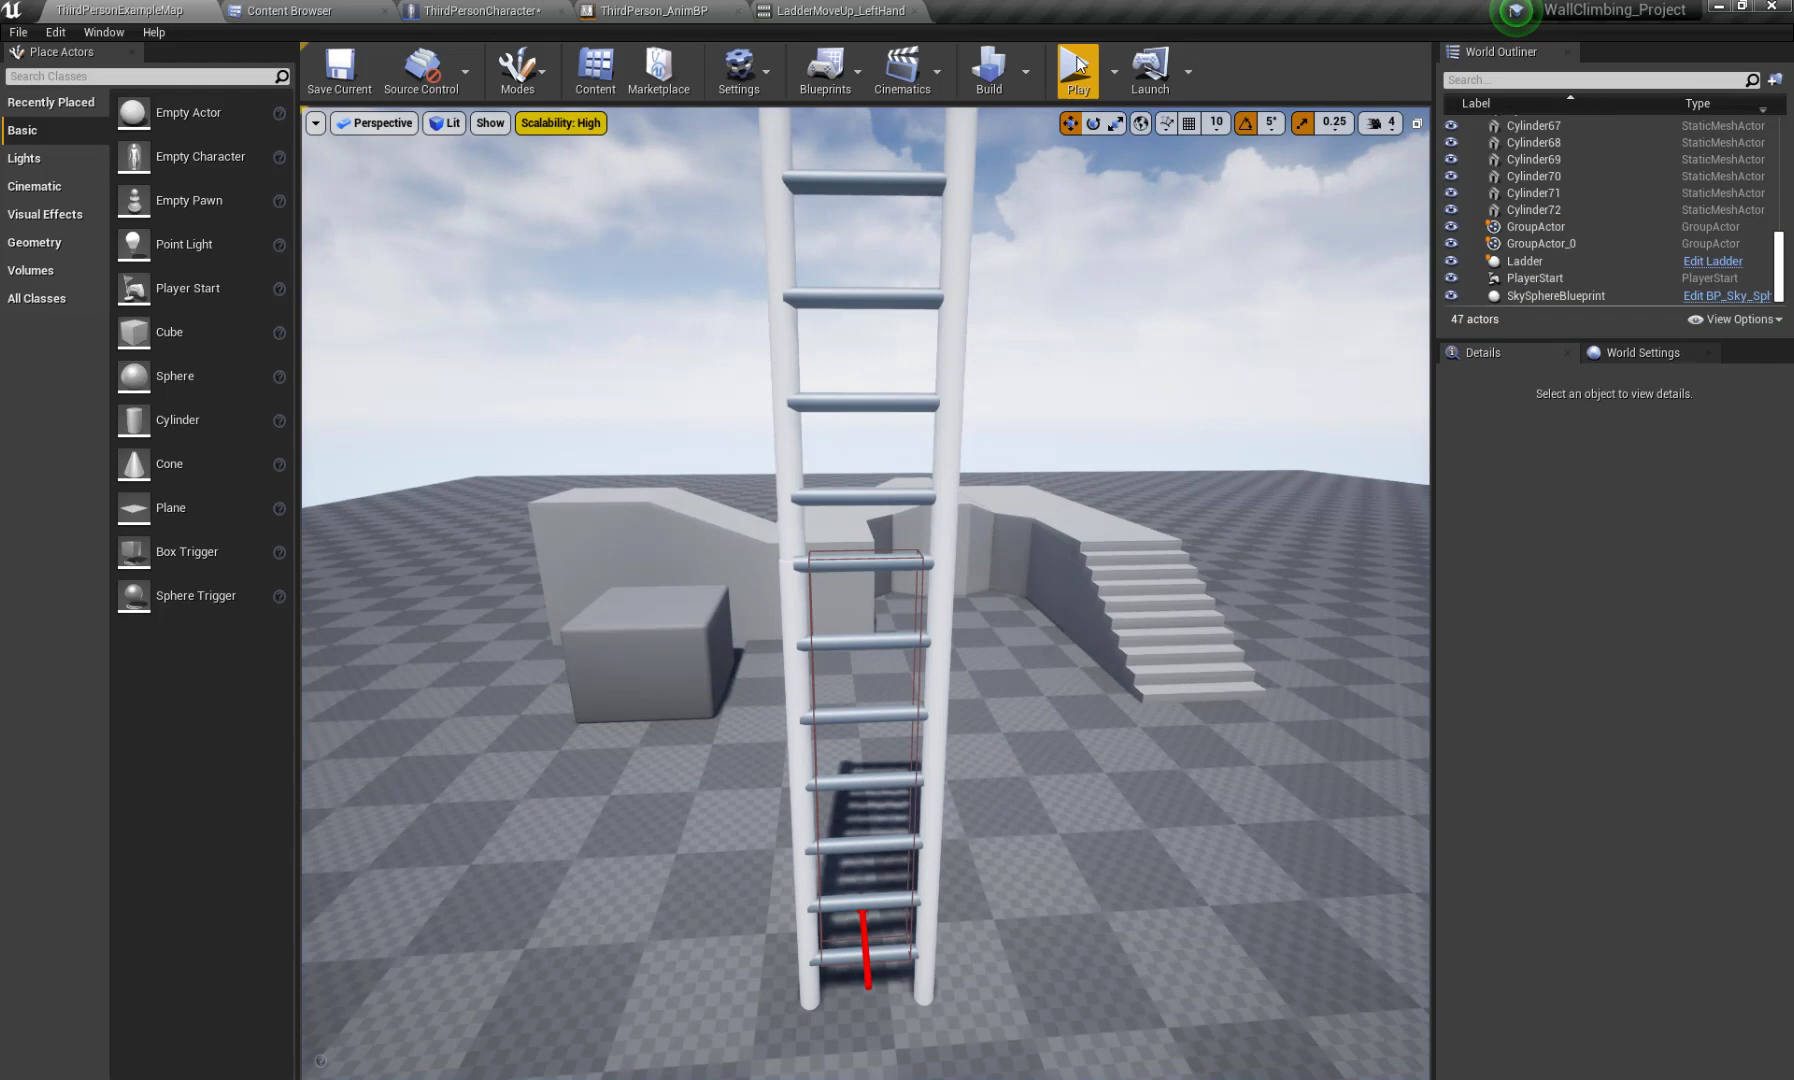 ThirdPersonExampleMap
Content Browser
ThirdPersonCharacter*
ThirdPerson_AnimBP
LadderMoveUp_LeftHand
WallClimbing_Project
File Edit Window Help
Place Actors
Search Classes
Recently Placed
Basic
Lights
Cinematic
Visual Effects
Geometry
Volumes
All Classes
Empty Actor
Empty Character
Empty Pawn
Point Light
Player Start
Cube
Sphere
Cylinder
Cone
Plane
Box Trigger
Sphere Trigger
Save Current
Source Control
Modes
Content
Marketplace
Settings
Blueprints
Cinematics
Build
Play
Launch
Perspective
Lit
Show
Scalability: High
10
5°
0.25
4
World Outliner
Search...
Label Type
Cylinder67 StaticMeshActor
Cylinder68 StaticMeshActor
Cylinder69 StaticMeshActor
Cylinder70 StaticMeshActor
Cylinder71 StaticMeshActor
Cylinder72 StaticMeshActor
GroupActor GroupActor
GroupActor_0 GroupActor
Ladder Edit Ladder
PlayerStart PlayerStart
SkySphereBlueprint Edit BP_Sky_Sph
47 actors
View Options
Details
World Settings
Select an object to view details.